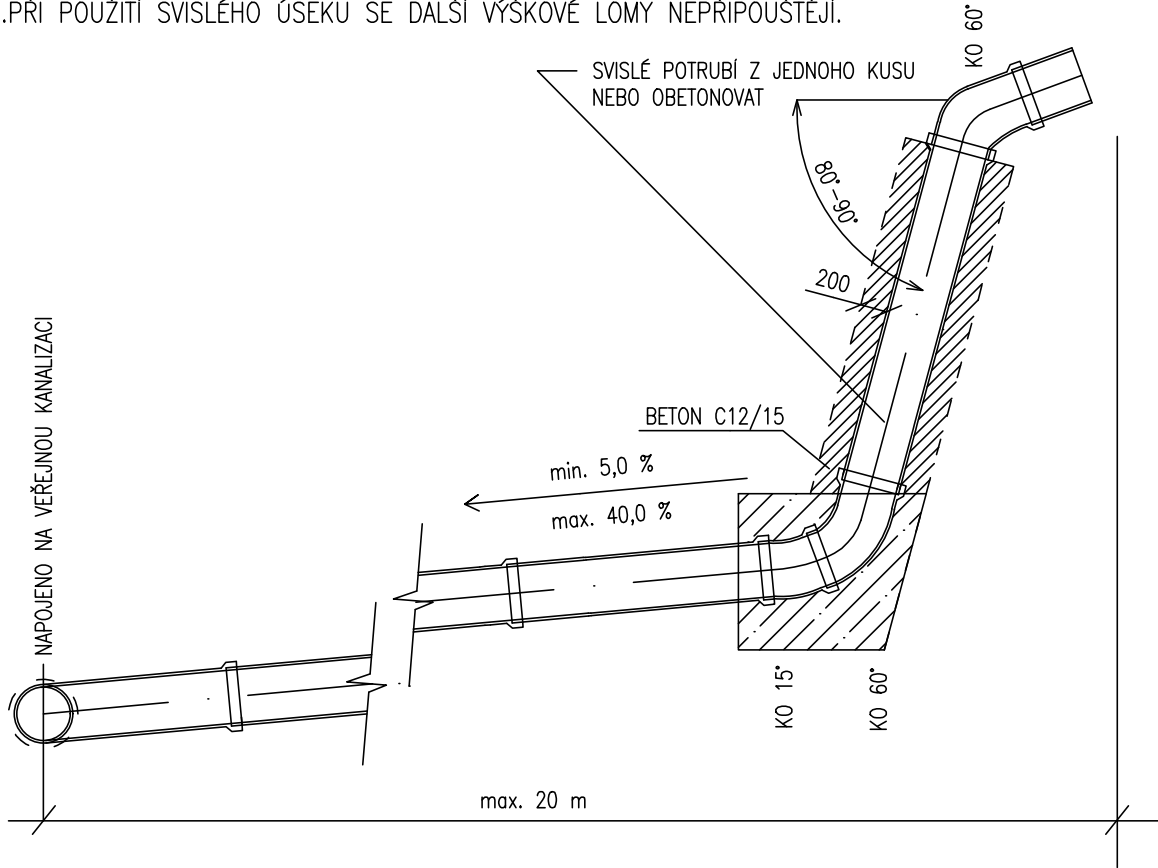 .PŘI POUŽITÍ SVISLÉHO ÚSEKU SE DALŠÍ VÝŠKOVÉ LOMY NEPŘIPOUŠTĚJÍ.
KO 60°
SVISLÉ POTRUBÍ Z JEDNOHO KUSU
NEBO OBETONOVAT
80°-90°
200
NAPOJENO NA VEŘEJNOU KANALIZACI
BETON C12/15
min. 5,0 %
max. 40,0 %
KO 15°
KO 60°
max. 20 m